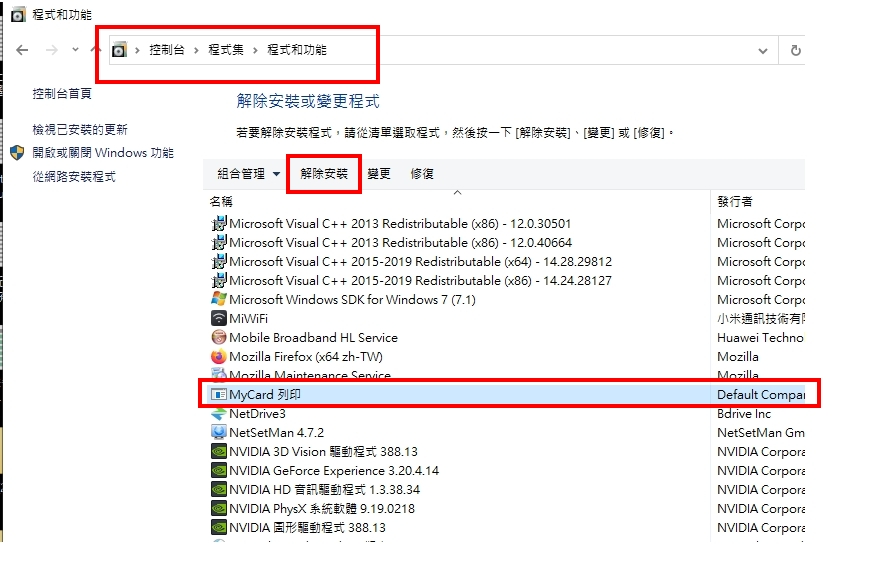 程式和功能
控制台 › 程式集 › 程式和功能
控制台首頁
檢視已安裝的更新
開啟或關閉 Windows 功能
從網路安裝程式
解除安裝或變更程式
若要解除安裝程式，請從清單選取程式，然後按一下 [解除安裝]、[變更] 或 [修復]。
組合管理 解除安裝 變更 修復
名稱 發行者
Microsoft Visual C++ 2013 Redistributable (x86) - 12.0.30501 Microsoft Corpo
Microsoft Visual C++ 2013 Redistributable (x86) - 12.0.40664 Microsoft Corpo
Microsoft Visual C++ 2015-2019 Redistributable (x64) - 14.28.29812 Microsoft Corpo
Microsoft Visual C++ 2015-2019 Redistributable (x86) - 14.24.28127 Microsoft Corpo
Microsoft Windows SDK for Windows 7 (7.1) Microsoft Corpo
MiWiFi 小米通訊技術有限
Mobile Broadband HL Service Huawei Techno
Mozilla Firefox (x64 zh-TW) Mozilla
Mozilla Maintenance Service Mozilla
MyCard 列印 Default Compar
NetDrive3 Bdrive Inc
NetSetMan 4.7.2 NetSetMan Gm
NVIDIA 3D Vision 驅動程式 388.13 NVIDIA Corpora
NVIDIA GeForce Experience 3.20.4.14 NVIDIA Corpora
NVIDIA HD 音訊驅動程式 1.3.38.34 NVIDIA Corpora
NVIDIA PhysX 系統軟體 9.19.0218 NVIDIA Corpora
NVIDIA 圖形驅動程式 388.13 NVIDIA Corpora